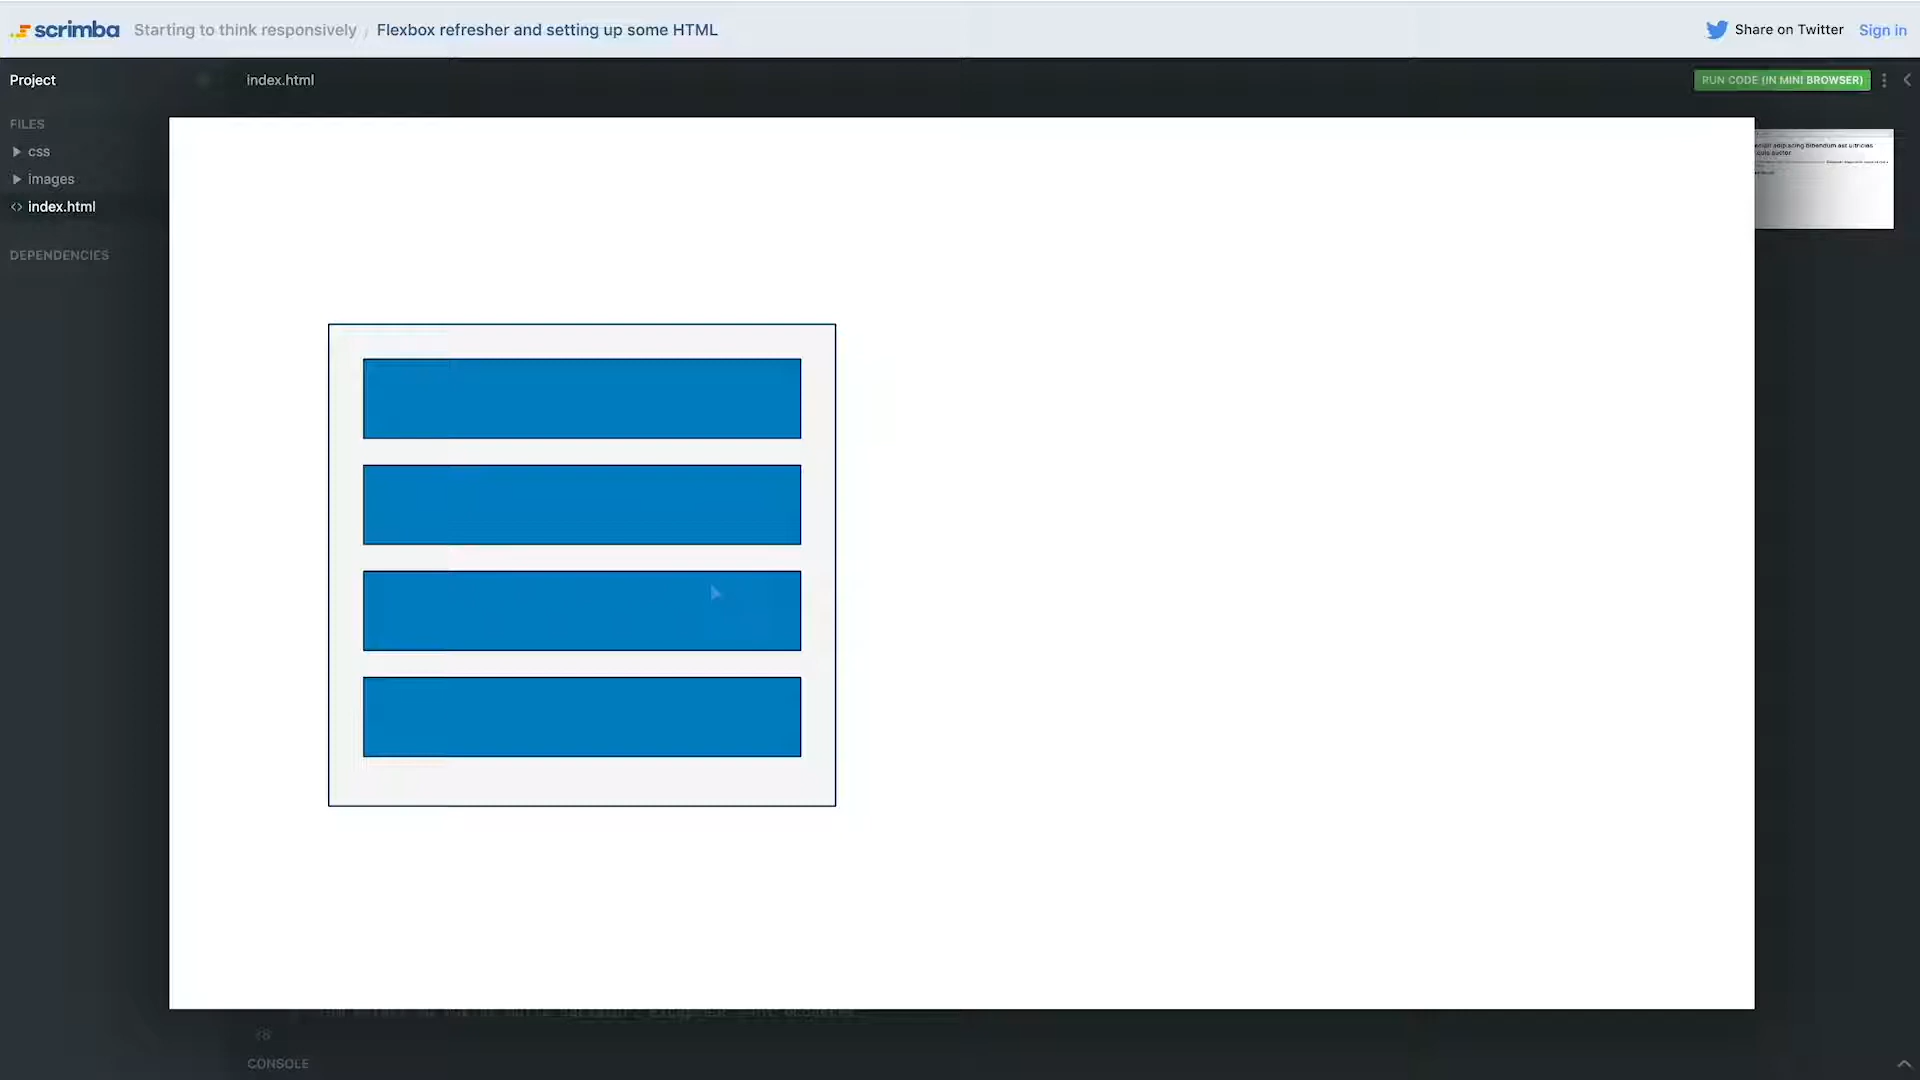 scrimba Starting to think responsively / Flexbox refresher and setting up some HTML
Share on Twitter Sign in
Project
index.html
RUN CODE (IN MINI BROWSER)
FILES
css
images
index.html
DEPENDENCIES
CONSOLE